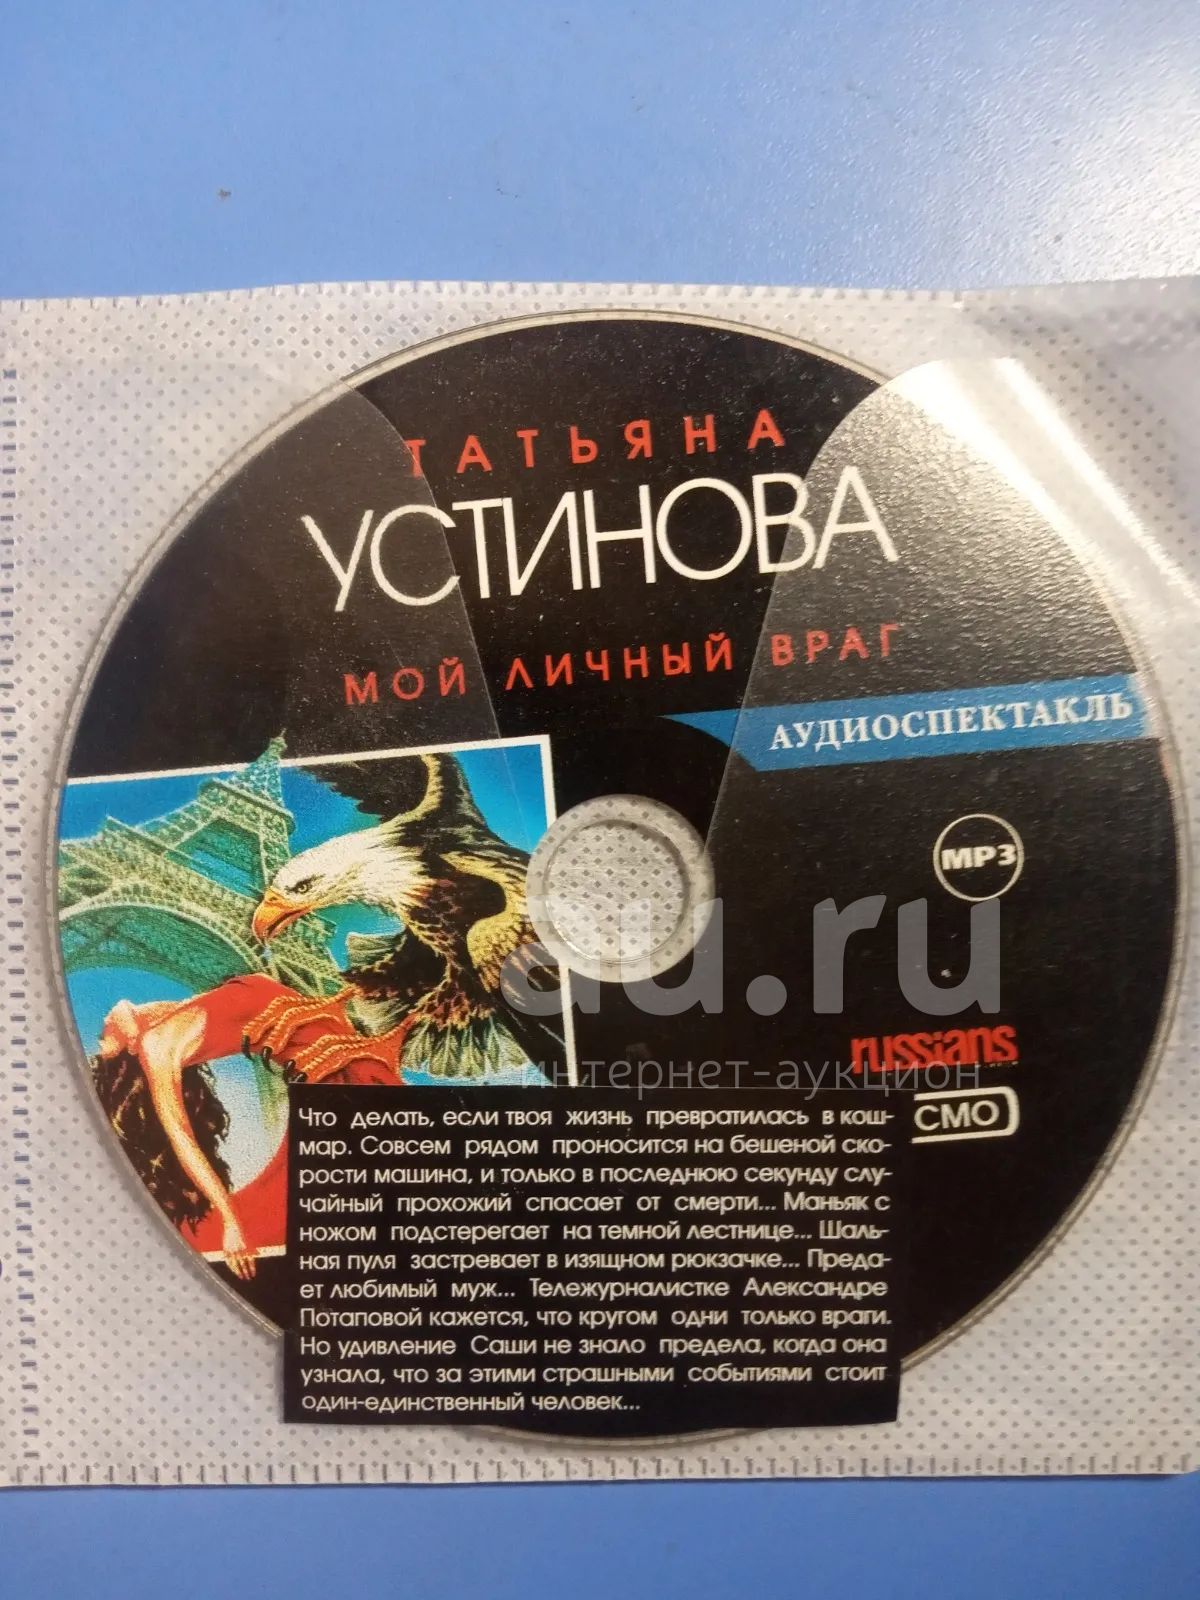 ТАТЬЯНА
УСТИНОВА
МОЙ ЛИЧНЫЙ ВРАГ
АУДИОСПЕКТАКЛЬ
MP3
au.ru
интернет-аукцион
russians
СМО
Что делать, если твоя жизнь превратилась в кош-
мар. Совсем рядом проносится на бешеной ско-
рости машина, и только в последнюю секунду слу-
чайный прохожий спасает от смерти... Маньяк с
ножом подстерегает на темной лестнице... Шаль-
ная пуля застревает в изящном рюкзачке... Преда-
ет любимый муж... Тележурналистке Александре
Потаповой кажется, что кругом одни только враги.
Но удивление Саши не знало предела, когда она
узнала, что за этими страшными событиями стоит
один-единственный человек...